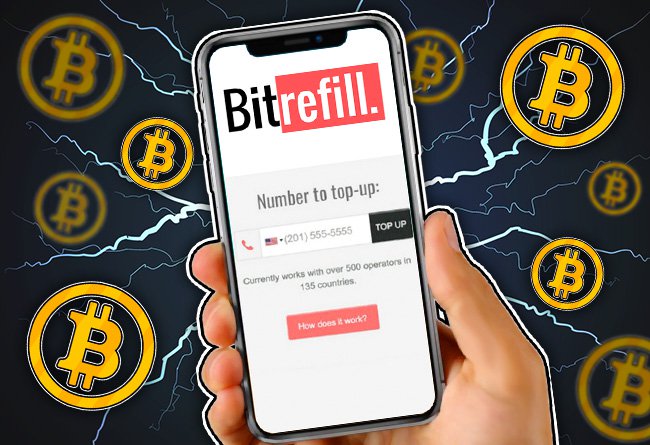 Bitrefill.
Number to top-up:
(201) 555-5555
TOP UP
Currently works with over 500 operators in
135 countries.
How does it work?